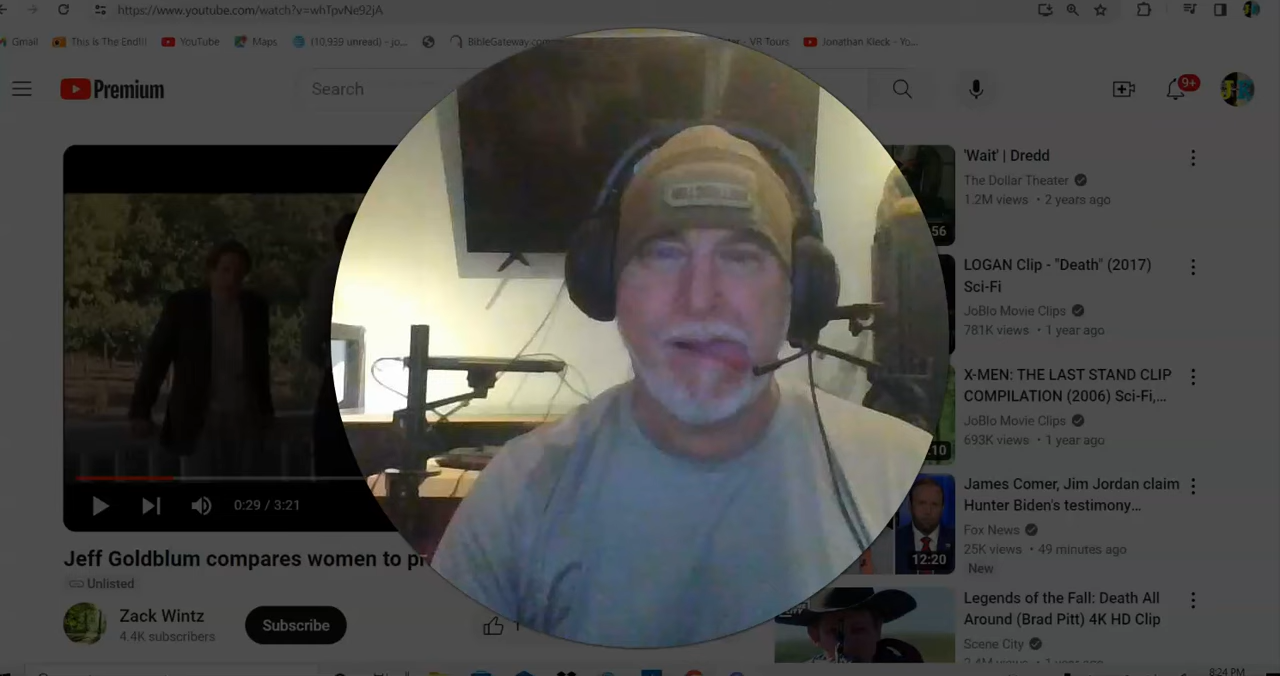 https://www.youtube.com/watch?v=whTpvNe92jA
Gmail
This Is The End!!!
YouTube
Maps
(10,959 unread) - jo...
BibleGateway.com
VR Tours
Jonathan Kleck - Yo...
Premium
Search
9+
'Wait' | Dredd
The Dollar Theater
1.2M views • 2 years ago
56
LOGAN Clip - "Death" (2017)
Sci-Fi
JoBlo Movie Clips
781K views • 1 year ago
X-MEN: THE LAST STAND CLIP
COMPILATION (2006) Sci-Fi,...
JoBlo Movie Clips
693K views • 1 year ago
:10
0:29 / 3:21
James Comer, Jim Jordan claim
Hunter Biden's testimony...
Fox News
25K views • 49 minutes ago
12:20
New
Jeff Goldblum compares women to pr
Unlisted
Zack Wintz
4.4K subscribers
Subscribe
1
Legends of the Fall: Death All
Around (Brad Pitt) 4K HD Clip
Scene City
8:24 PM